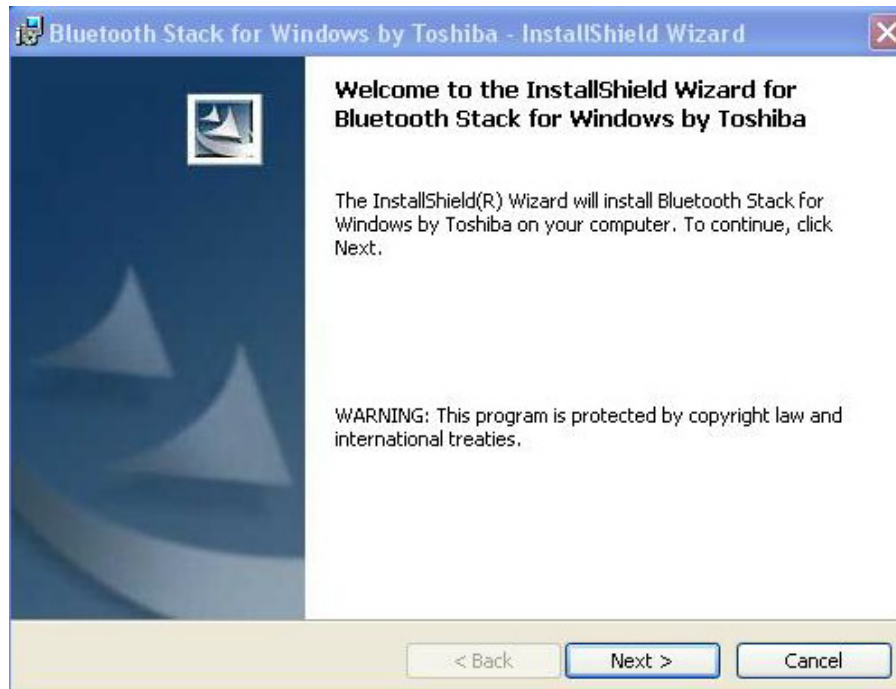 Bluetooth Stack for Windows by Toshiba - InstallShield Wizard
Welcome to the InstallShield Wizard for
Bluetooth Stack for Windows by Toshiba
The InstallShield(R) Wizard will install Bluetooth Stack for
Windows by Toshiba on your computer. To continue, click
Next.
WARNING: This program is protected by copyright law and
international treaties.
< Back
Next >
Cancel